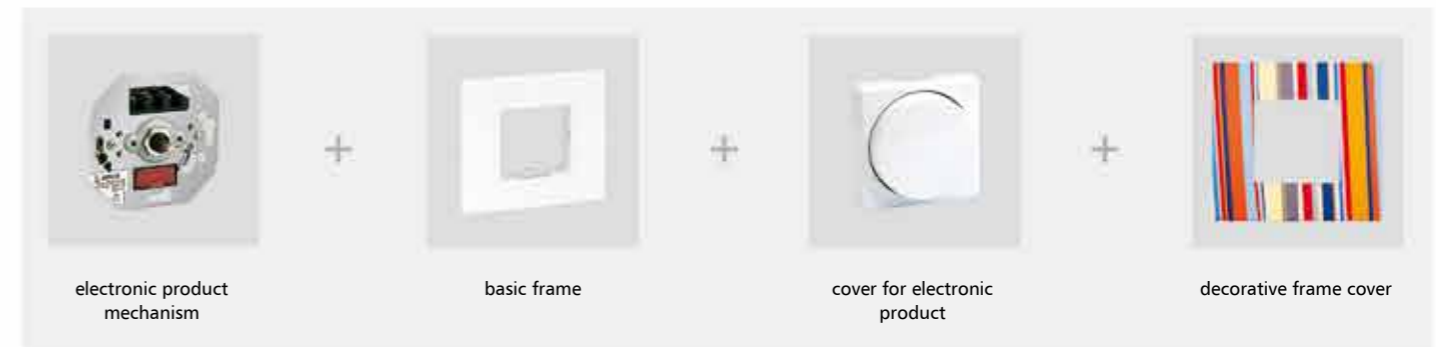 electronic product
mechanism
+
basic frame
+
cover for electronic
product
+
decorative frame cover